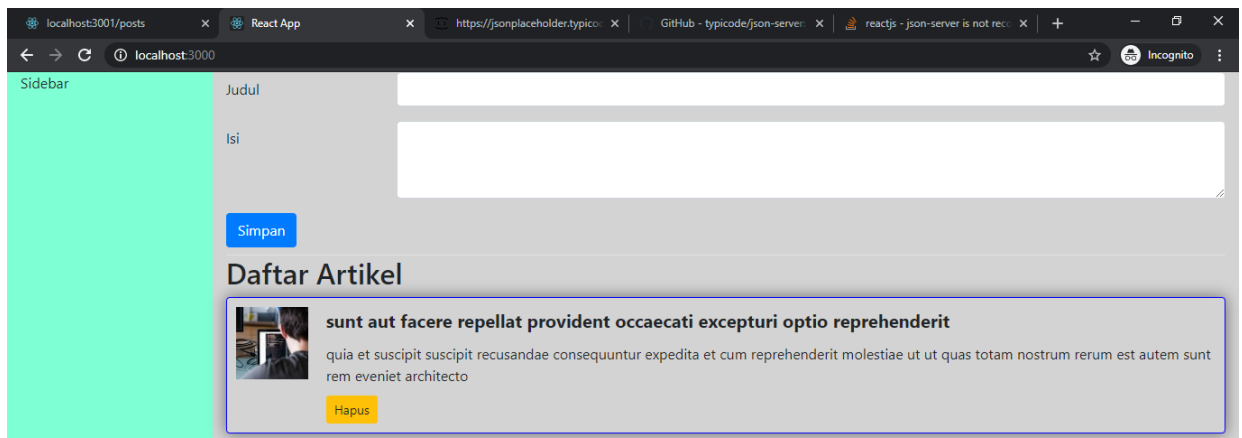 localhost:3001/posts
React App
https://jsonplaceholder.typicod
GitHub - typicode/json-server:
reactjs - json-server is not reco
localhost:3000
Incognito
Sidebar
Judul
Isi
Simpan
Daftar Artikel
sunt aut facere repellat provident occaecati excepturi optio reprehenderit
quia et suscipit suscipit recusandae consequuntur expedita et cum reprehenderit molestiae ut ut quas totam nostrum rerum est autem sunt
rem eveniet architecto
Hapus